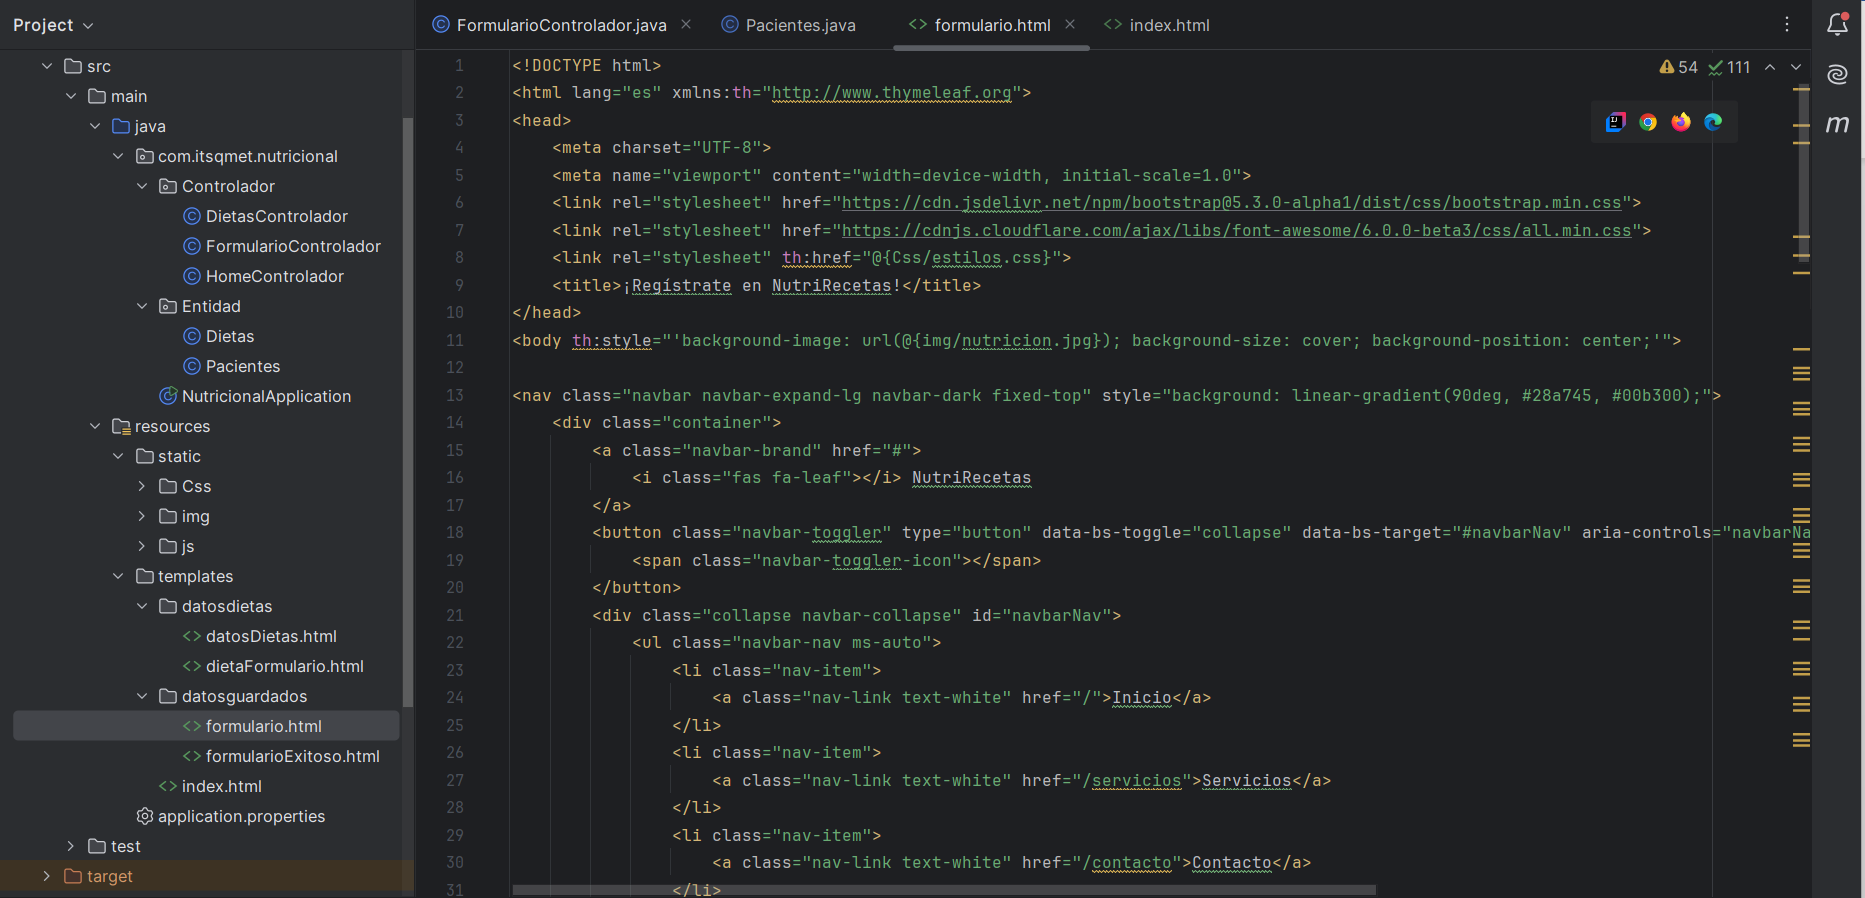 Project
src
main
java
com.itsqmet.nutricional
Controlador
DietasControlador
FormularioControlador
HomeControlador
Entidad
Dietas
Pacientes
NutricionalApplication
resources
static
Css
img
js
templates
datosdietas
datosDietas.html
dietaFormulario.html
datosguardados
formulario.html
formularioExitoso.html
index.html
application.properties
test
target
FormularioControlador.java
Pacientes.java
formulario.html
index.html
54 111
1 <!DOCTYPE html>
2 <html lang="es" xmlns:th="http://www.thymeleaf.org">
3 <head>
4 <meta charset="UTF-8">
5 <meta name="viewport" content="width=device-width, initial-scale=1.0">
6 <link rel="stylesheet" href="https://cdn.jsdelivr.net/npm/bootstrap@5.3.0-alpha1/dist/css/bootstrap.min.css">
7 <link rel="stylesheet" href="https://cdnjs.cloudflare.com/ajax/libs/font-awesome/6.0.0-beta3/css/all.min.css">
8 <link rel="stylesheet" th:href="@{Css/estilos.css}">
9 <title>¡Regístrate en NutriRecetas!</title>
10 </head>
11 <body th:style="'background-image: url(@{img/nutricion.jpg}); background-size: cover; background-position: center;'">
12
13 <nav class="navbar navbar-expand-lg navbar-dark fixed-top" style="background: linear-gradient(90deg, #28a745, #00b300);">
14 <div class="container">
15 <a class="navbar-brand" href="#">
16 <i class="fas fa-leaf"></i> NutriRecetas
17 </a>
18 <button class="navbar-toggler" type="button" data-bs-toggle="collapse" data-bs-target="#navbarNav" aria-controls="navbarNa
19 <span class="navbar-toggler-icon"></span>
20 </button>
21 <div class="collapse navbar-collapse" id="navbarNav">
22 <ul class="navbar-nav ms-auto">
23 <li class="nav-item">
24 <a class="nav-link text-white" href="/">Inicio</a>
25 </li>
26 <li class="nav-item">
27 <a class="nav-link text-white" href="/servicios">Servicios</a>
28 </li>
29 <li class="nav-item">
30 <a class="nav-link text-white" href="/contacto">Contacto</a>
31 </li>
m